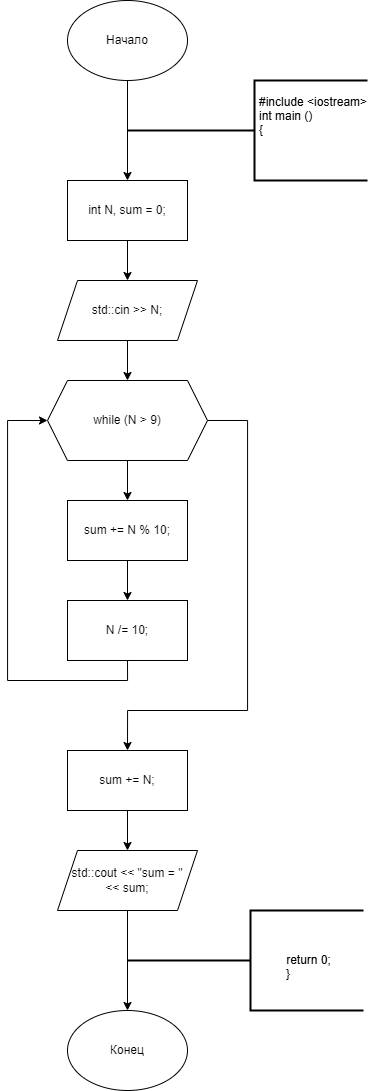 Начало
#include <iostream>
int main ()
{
int N, sum = 0;
std::cin >> N;
while (N > 9)
sum += N % 10;
N /= 10;
sum += N;
std::cout << "sum = "
<< sum;
return 0;
}
Конец